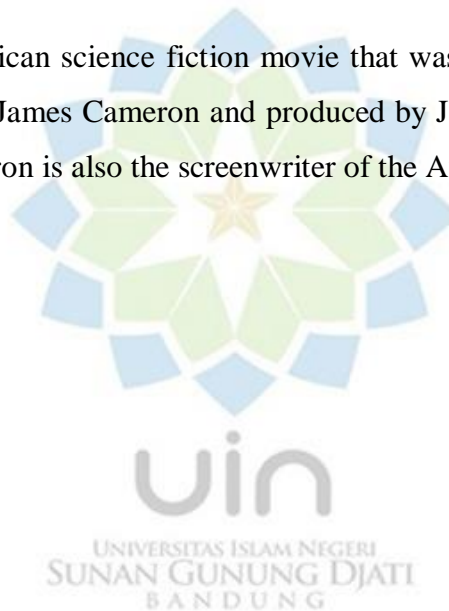 ican science fiction movie that was
James Cameron and produced by J
ron is also the screenwriter of the A
uin
UNIVERSITAS ISLAM NEGERI
SUNAN GUNUNG DJATI
BANDUNG